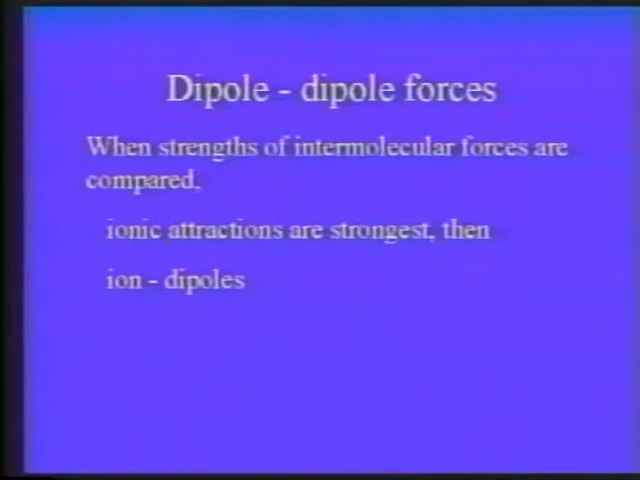 Dipole - dipole forces
When strengths of intermolecular forces are
compared,
ionic attractions are strongest, then
ion - dipoles